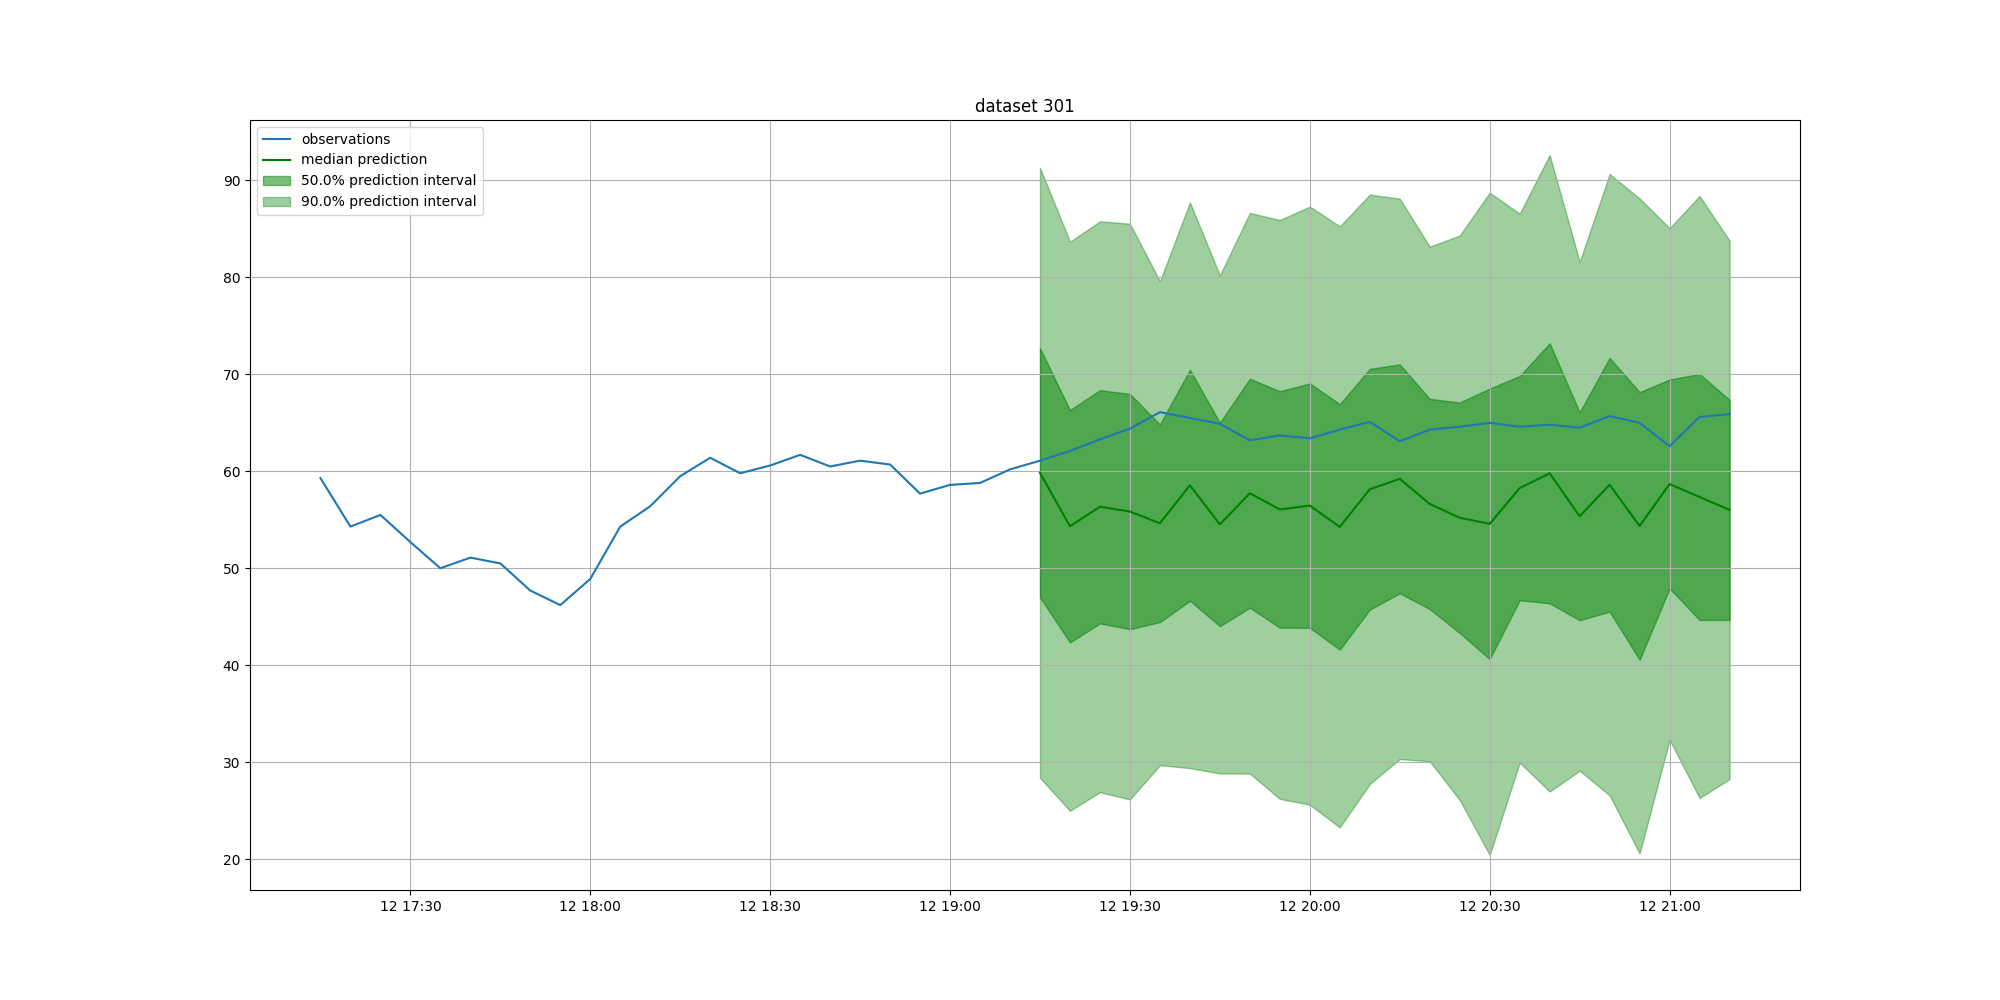 dataset 301
observations
median prediction
50.0% prediction interval
90.0% prediction interval
90
80
70
60
50
40
30
20
12 17:30 12 18:00 12 18:30 12 19:00 12 19:30 12 20:00 12 20:30 12 21:00